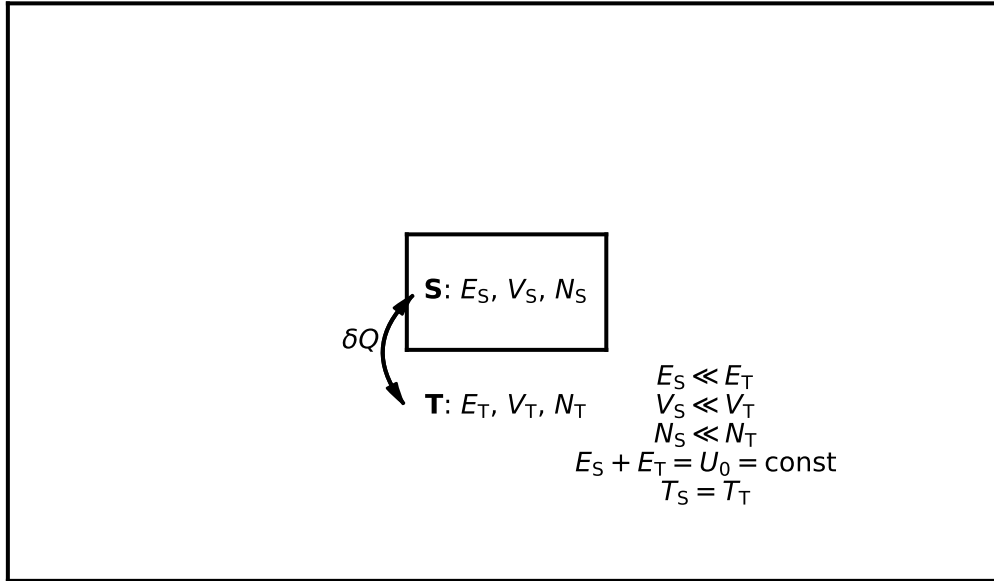 S: E_S, V_S, N_S
δQ
T: E_T, V_T, N_T
E_S ≪ E_T
V_S ≪ V_T
N_S ≪ N_T
E_S + E_T = U_0 = const
T_S = T_T